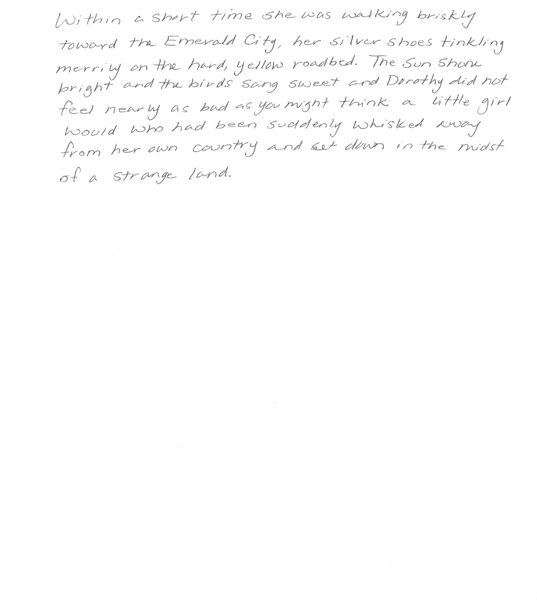 Within a short time she was walking briskly
toward the Emerald City, her silver shoes tinkling
merrily on the hard, yellow roadbed. The sun shone
bright and the birds sang sweet and Dorothy did not
feel nearly as bad as you might think a little girl
would who had been suddenly whisked away
from her own country and set down in the midst
of a strange land.